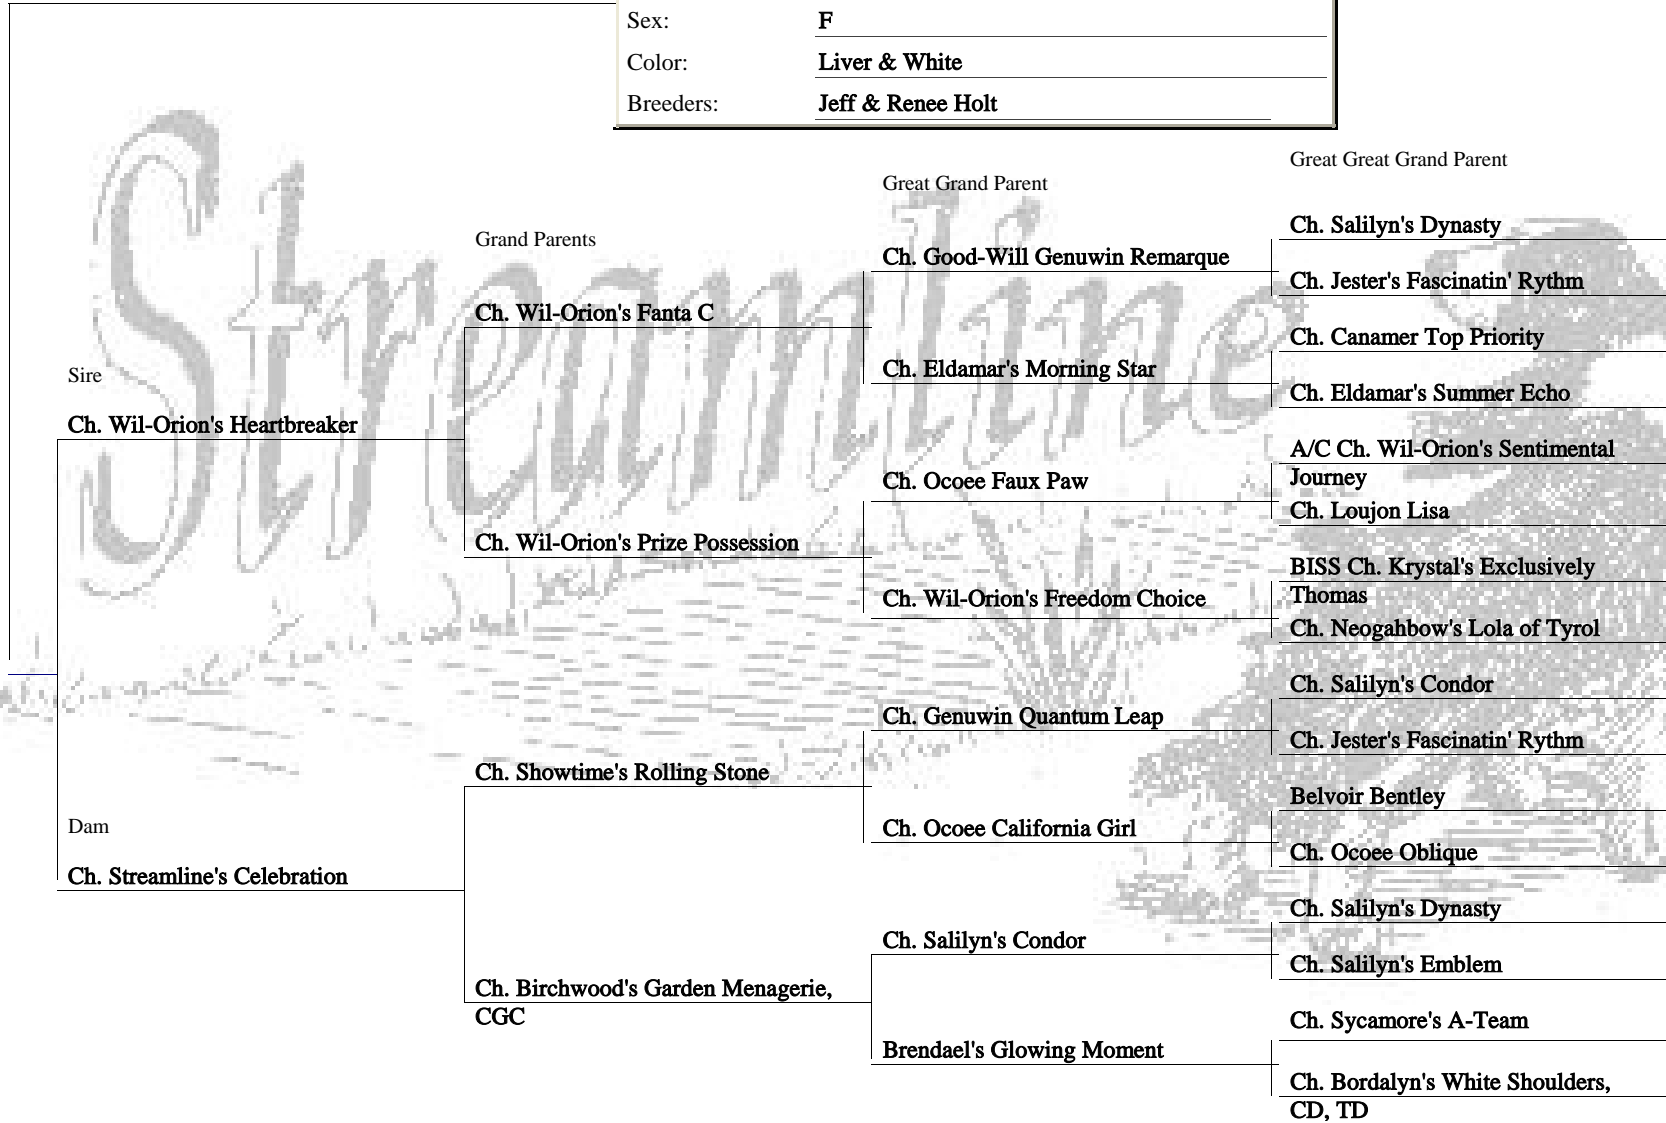 Sex: F
Color: Liver & White
Breeders: Jeff & Renee Holt
Streamline
Great Great Grand Parent
Great Grand Parent
Grand Parents
Sire
Dam
Ch. Wil-Orion's Heartbreaker
Ch. Streamline's Celebration
Ch. Wil-Orion's Fanta C
Ch. Wil-Orion's Prize Possession
Ch. Showtime's Rolling Stone
Ch. Birchwood's Garden Menagerie,
CGC
Ch. Good-Will Genuwin Remarque
Ch. Eldamar's Morning Star
Ch. Ocoee Faux Paw
Ch. Wil-Orion's Freedom Choice
Ch. Genuwin Quantum Leap
Ch. Ocoee California Girl
Ch. Salilyn's Condor
Brendael's Glowing Moment
Ch. Salilyn's Dynasty
Ch. Jester's Fascinatin' Rythm
Ch. Canamer Top Priority
Ch. Eldamar's Summer Echo
A/C Ch. Wil-Orion's Sentimental
Journey
Ch. Loujon Lisa
BISS Ch. Krystal's Exclusively
Thomas
Ch. Neogahbow's Lola of Tyrol
Ch. Salilyn's Condor
Ch. Jester's Fascinatin' Rythm
Belvoir Bentley
Ch. Ocoee Oblique
Ch. Salilyn's Dynasty
Ch. Salilyn's Emblem
Ch. Sycamore's A-Team
Ch. Bordalyn's White Shoulders,
CD, TD